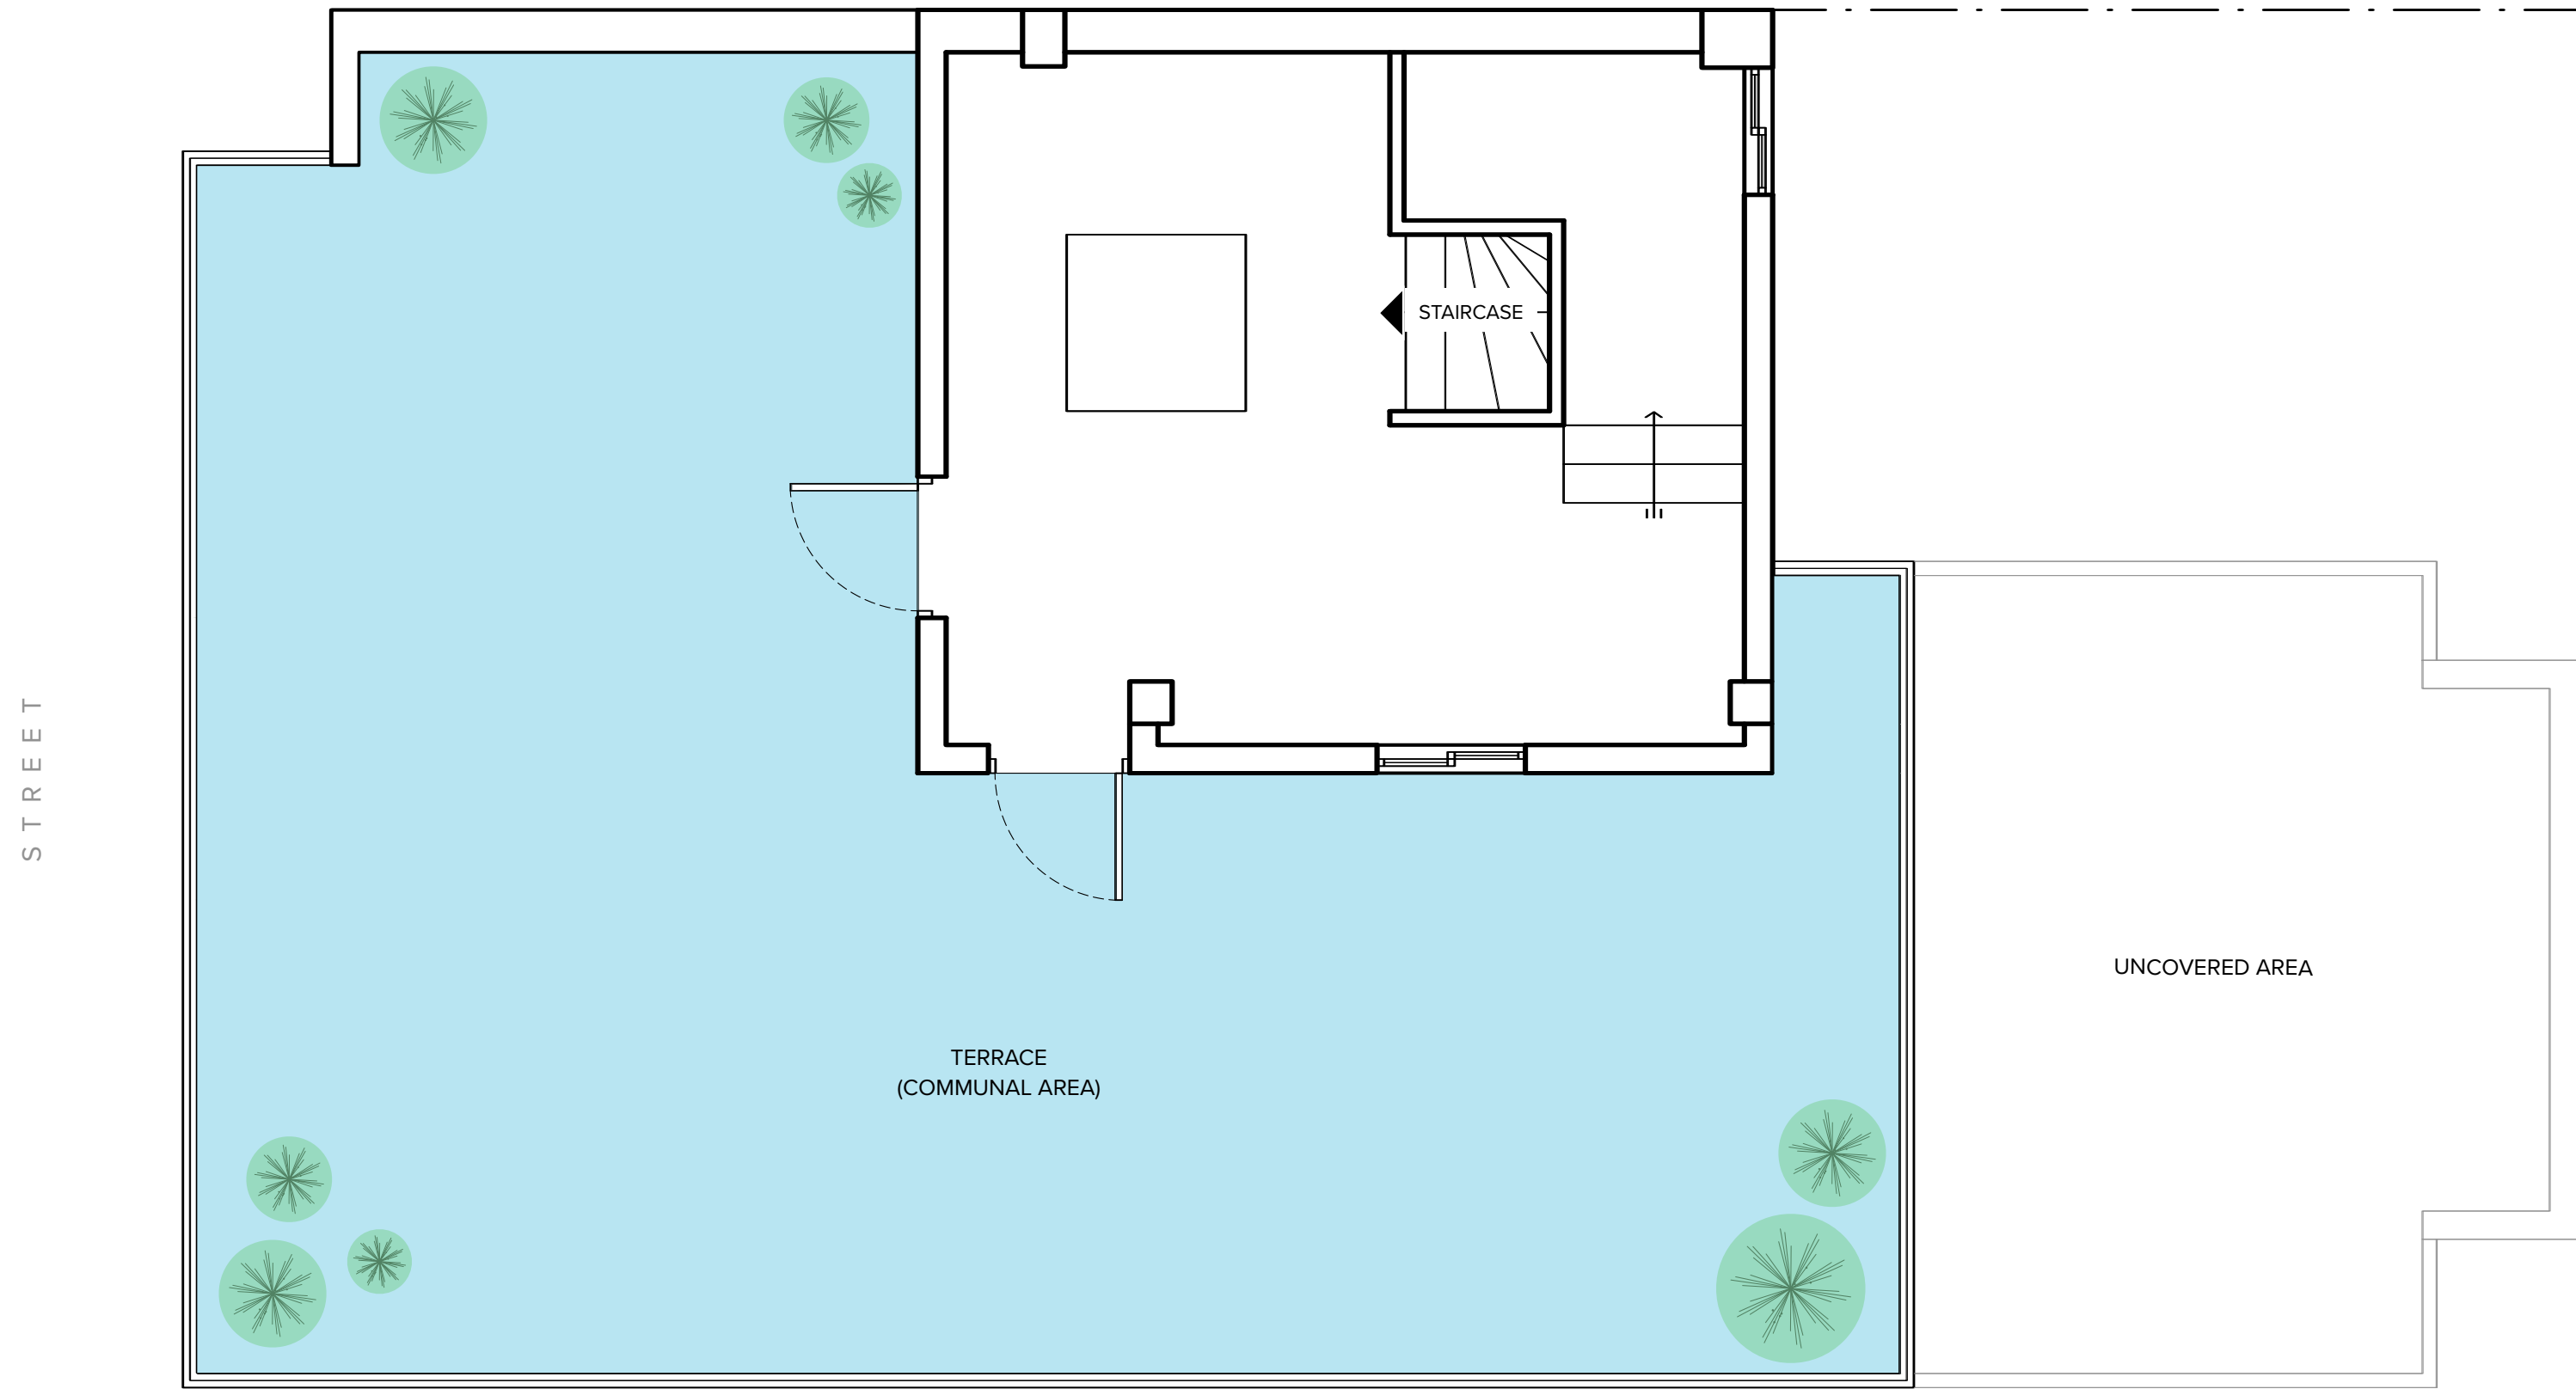 STAIRCASE
STREET
UNCOVERED AREA
TERRACE
(COMMUNAL AREA)